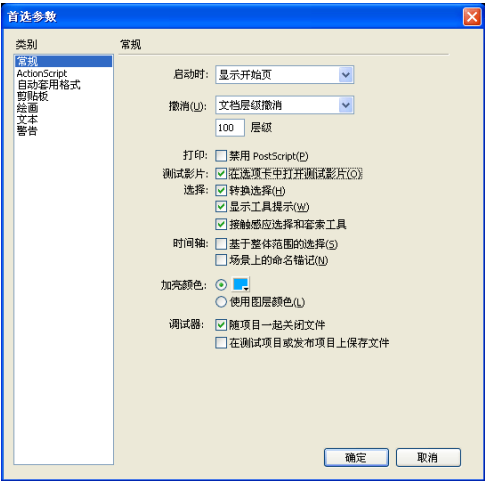 首选参数
类别
常规
常规
ActionScript
自动套用格式
剪贴板
绘画
文本
警告
启动时: 显示开始页
撤消(U): 文档层级撤消
100 层级
打印: 禁用 PostScript(P)
测试影片: 在选项卡中打开测试影片(O)
选择: 转换选择(H)
显示工具提示(W)
接触感应选择和套索工具
时间轴: 基于整体范围的选择(S)
场景上的命名锚记(N)
加亮颜色:
使用图层颜色(L)
调试器: 随项目一起关闭文件
在测试项目或发布项目上保存文件
确定 取消